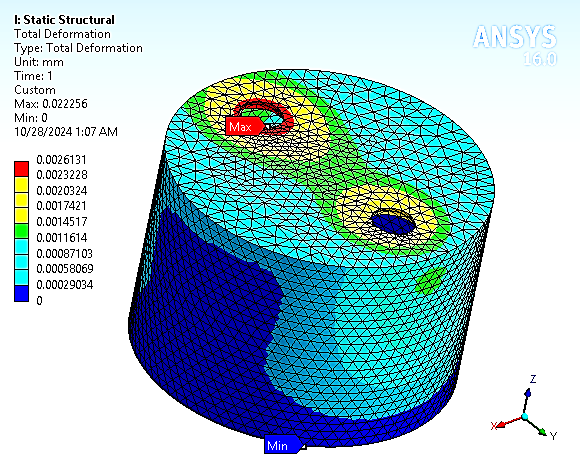 I: Static Structural
Total Deformation
Type: Total Deformation
Unit: mm
Time: 1
Custom
Max: 0.022256
Min: 0
10/28/2024 1:07 AM
ANSYS
16.0
0.0026131
0.0023228
0.0020324
0.0017421
0.0014517
0.0011614
0.00087103
0.00058069
0.00029034
0
Max
Min
Z
X
Y